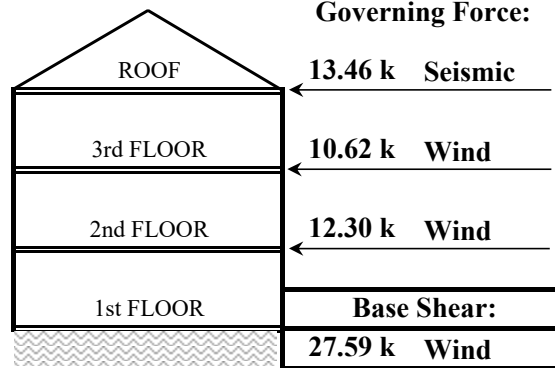 Governing Force:
ROOF 13.46 k Seismic
3rd FLOOR 10.62 k Wind
2nd FLOOR 12.30 k Wind
1st FLOOR Base Shear:
27.59 k Wind